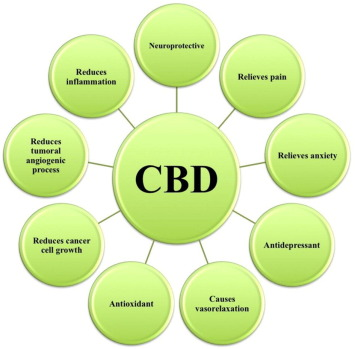 Neuroprotective
Relieves pain
Relieves anxiety
Antidepressant
Causes
vasorelaxation
Antioxidant
Reduces cancer
cell growth
Reduces
tumoral
angiogenic
process
Reduces
inflammation
CBD